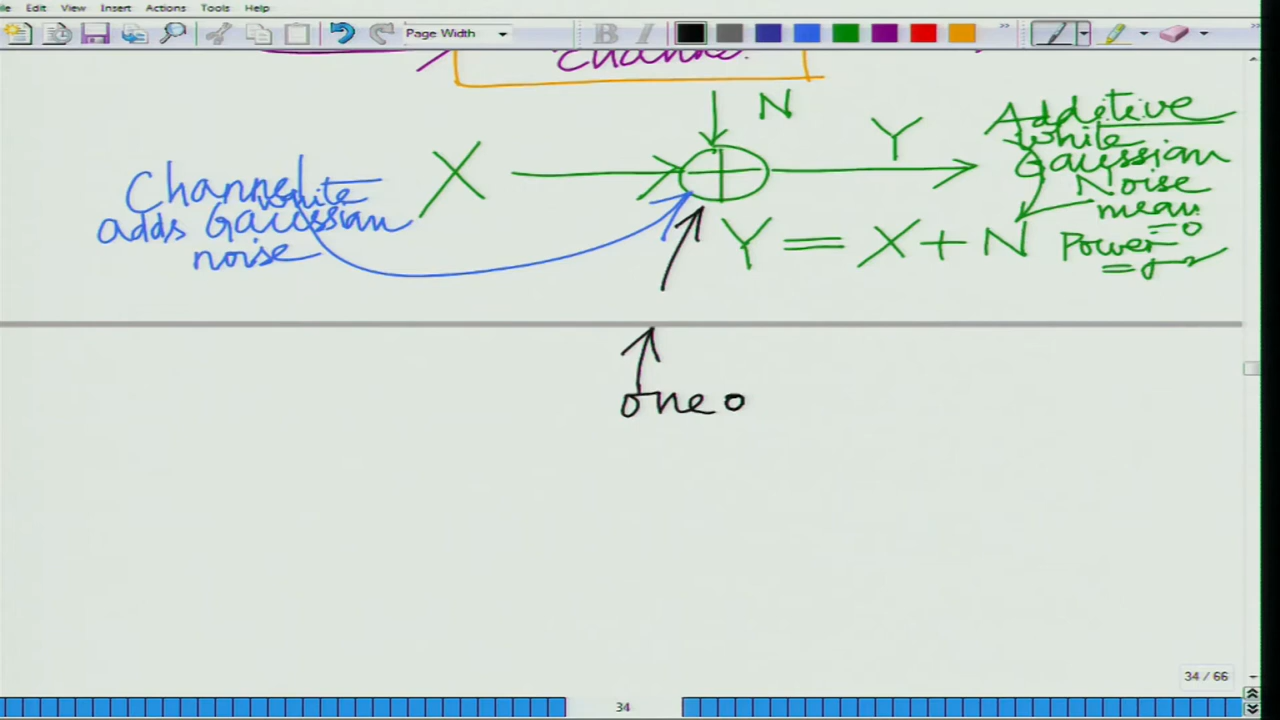 Edit View Insert Actions Tools Help
Page Width
B I
Channel
N
X
Y
Additive
White
Gaussian
Noise
mean
= 0
Power
Channel
white
adds Gaussian
noise
Y = X + N
one o
34 / 66
34